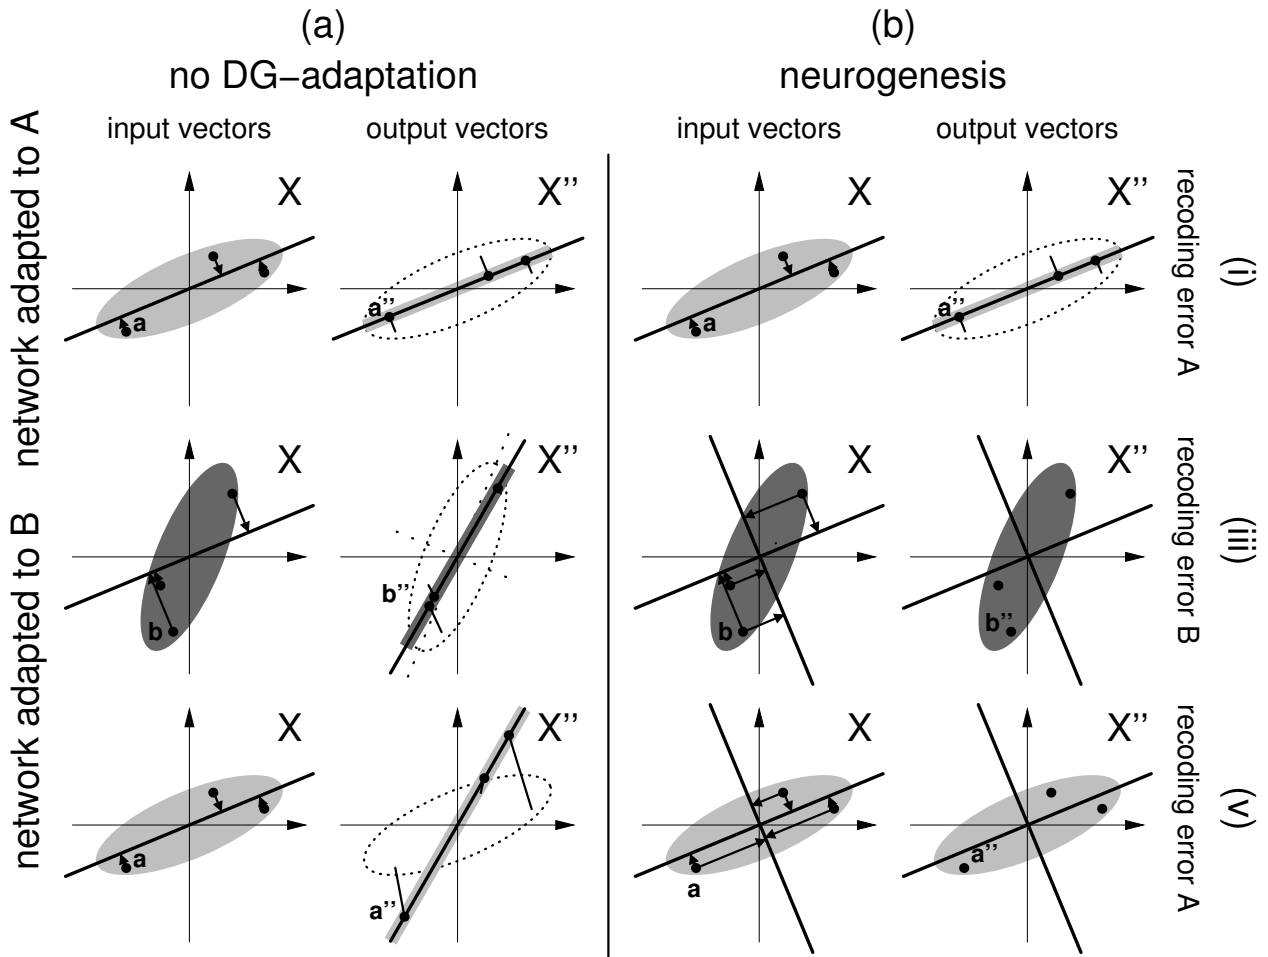 (a)
(b)
no DG−adaptation
neurogenesis
input vectors
output vectors
input vectors
output vectors
network adapted to A
X
X’’
X
X’’
a
a’’
a
a’’
recoding error A
(i)
network adapted to B
X
X’’
X
X’’
b
b’’
b
b’’
recoding error B
(iii)
X
X’’
X
X’’
a
a’’
a
a’’
recoding error A
(v)